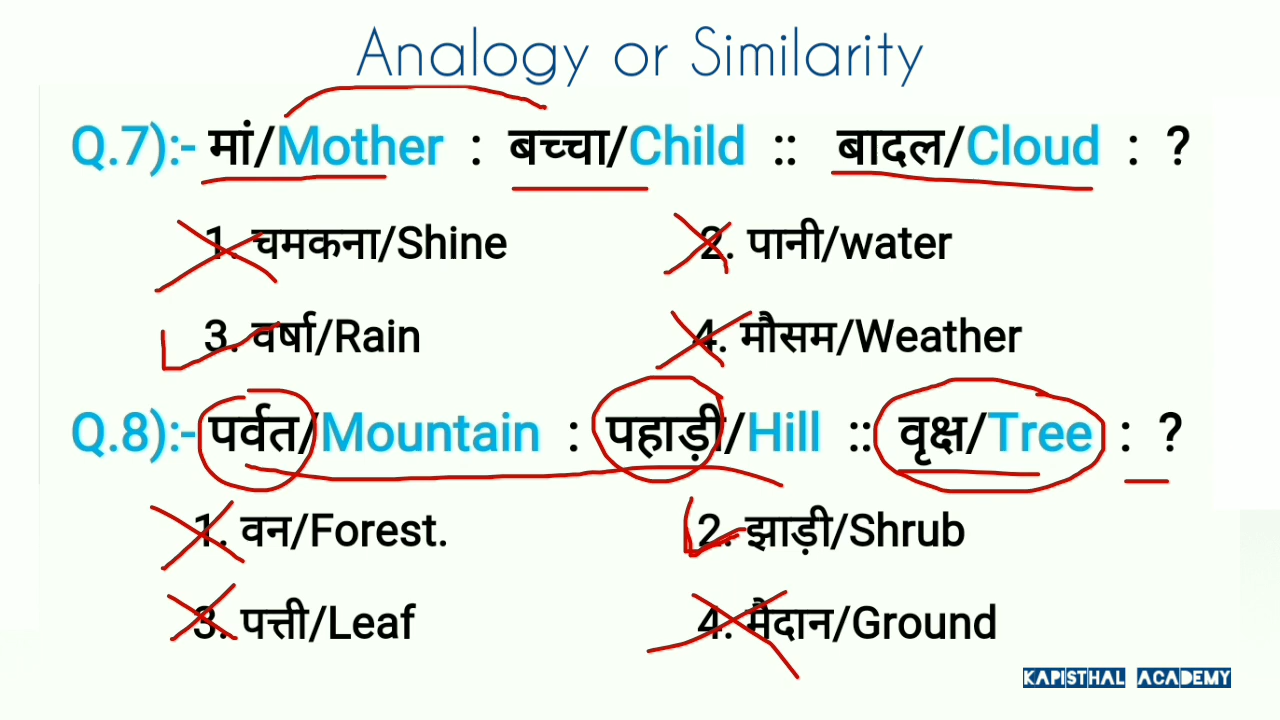 Analogy or Similarity
Q.7):- मां/Mother : बच्चा/Child :: बादल/Cloud : ?
1. चमकना/Shine 2. पानी/water
3. वर्षा/Rain 4. मौसम/Weather
Q.8):- पर्वत/Mountain : पहाड़ी/Hill :: वृक्ष/Tree : ?
1. वन/Forest. 2. झाड़ी/Shrub
3. पत्ती/Leaf 4. मैदान/Ground
KAPISTHAL ACADEMY